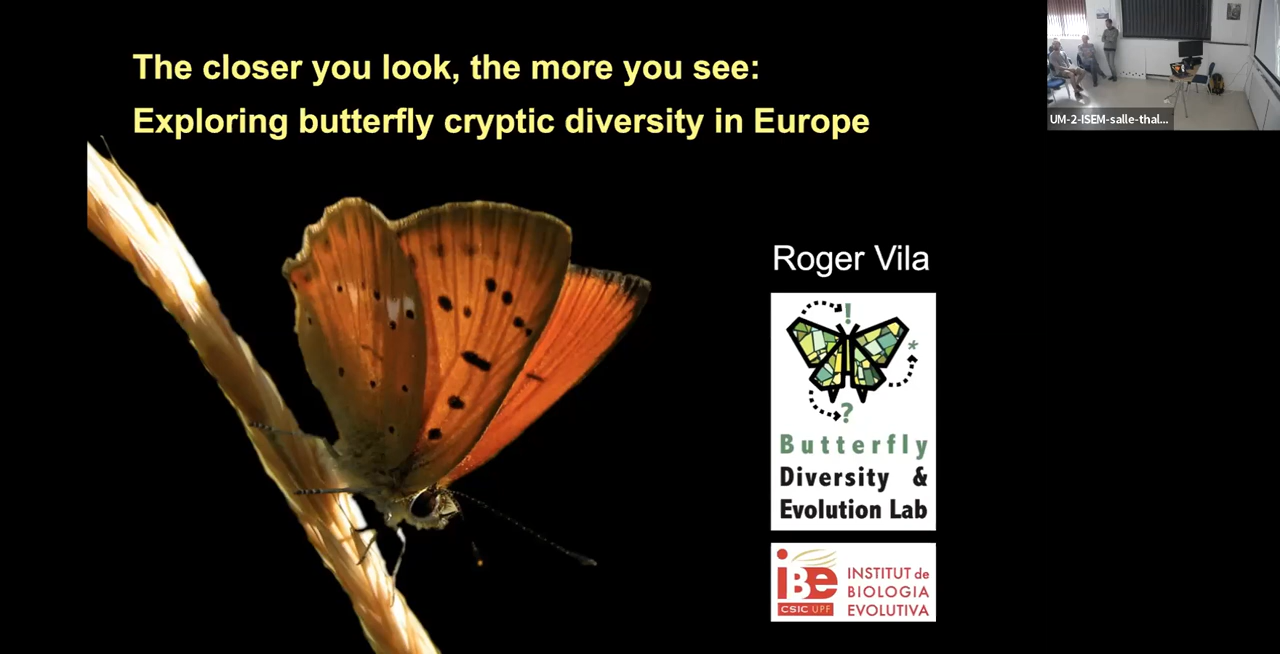 The closer you look, the more you see:
Exploring butterfly cryptic diversity in Europe
UM-2-ISEM-salle-thal...
Roger Vila
!
*
?
Butterfly
Diversity &
Evolution Lab
iBe
CSIC UPF
INSTITUT de
BIOLOGIA
EVOLUTIVA